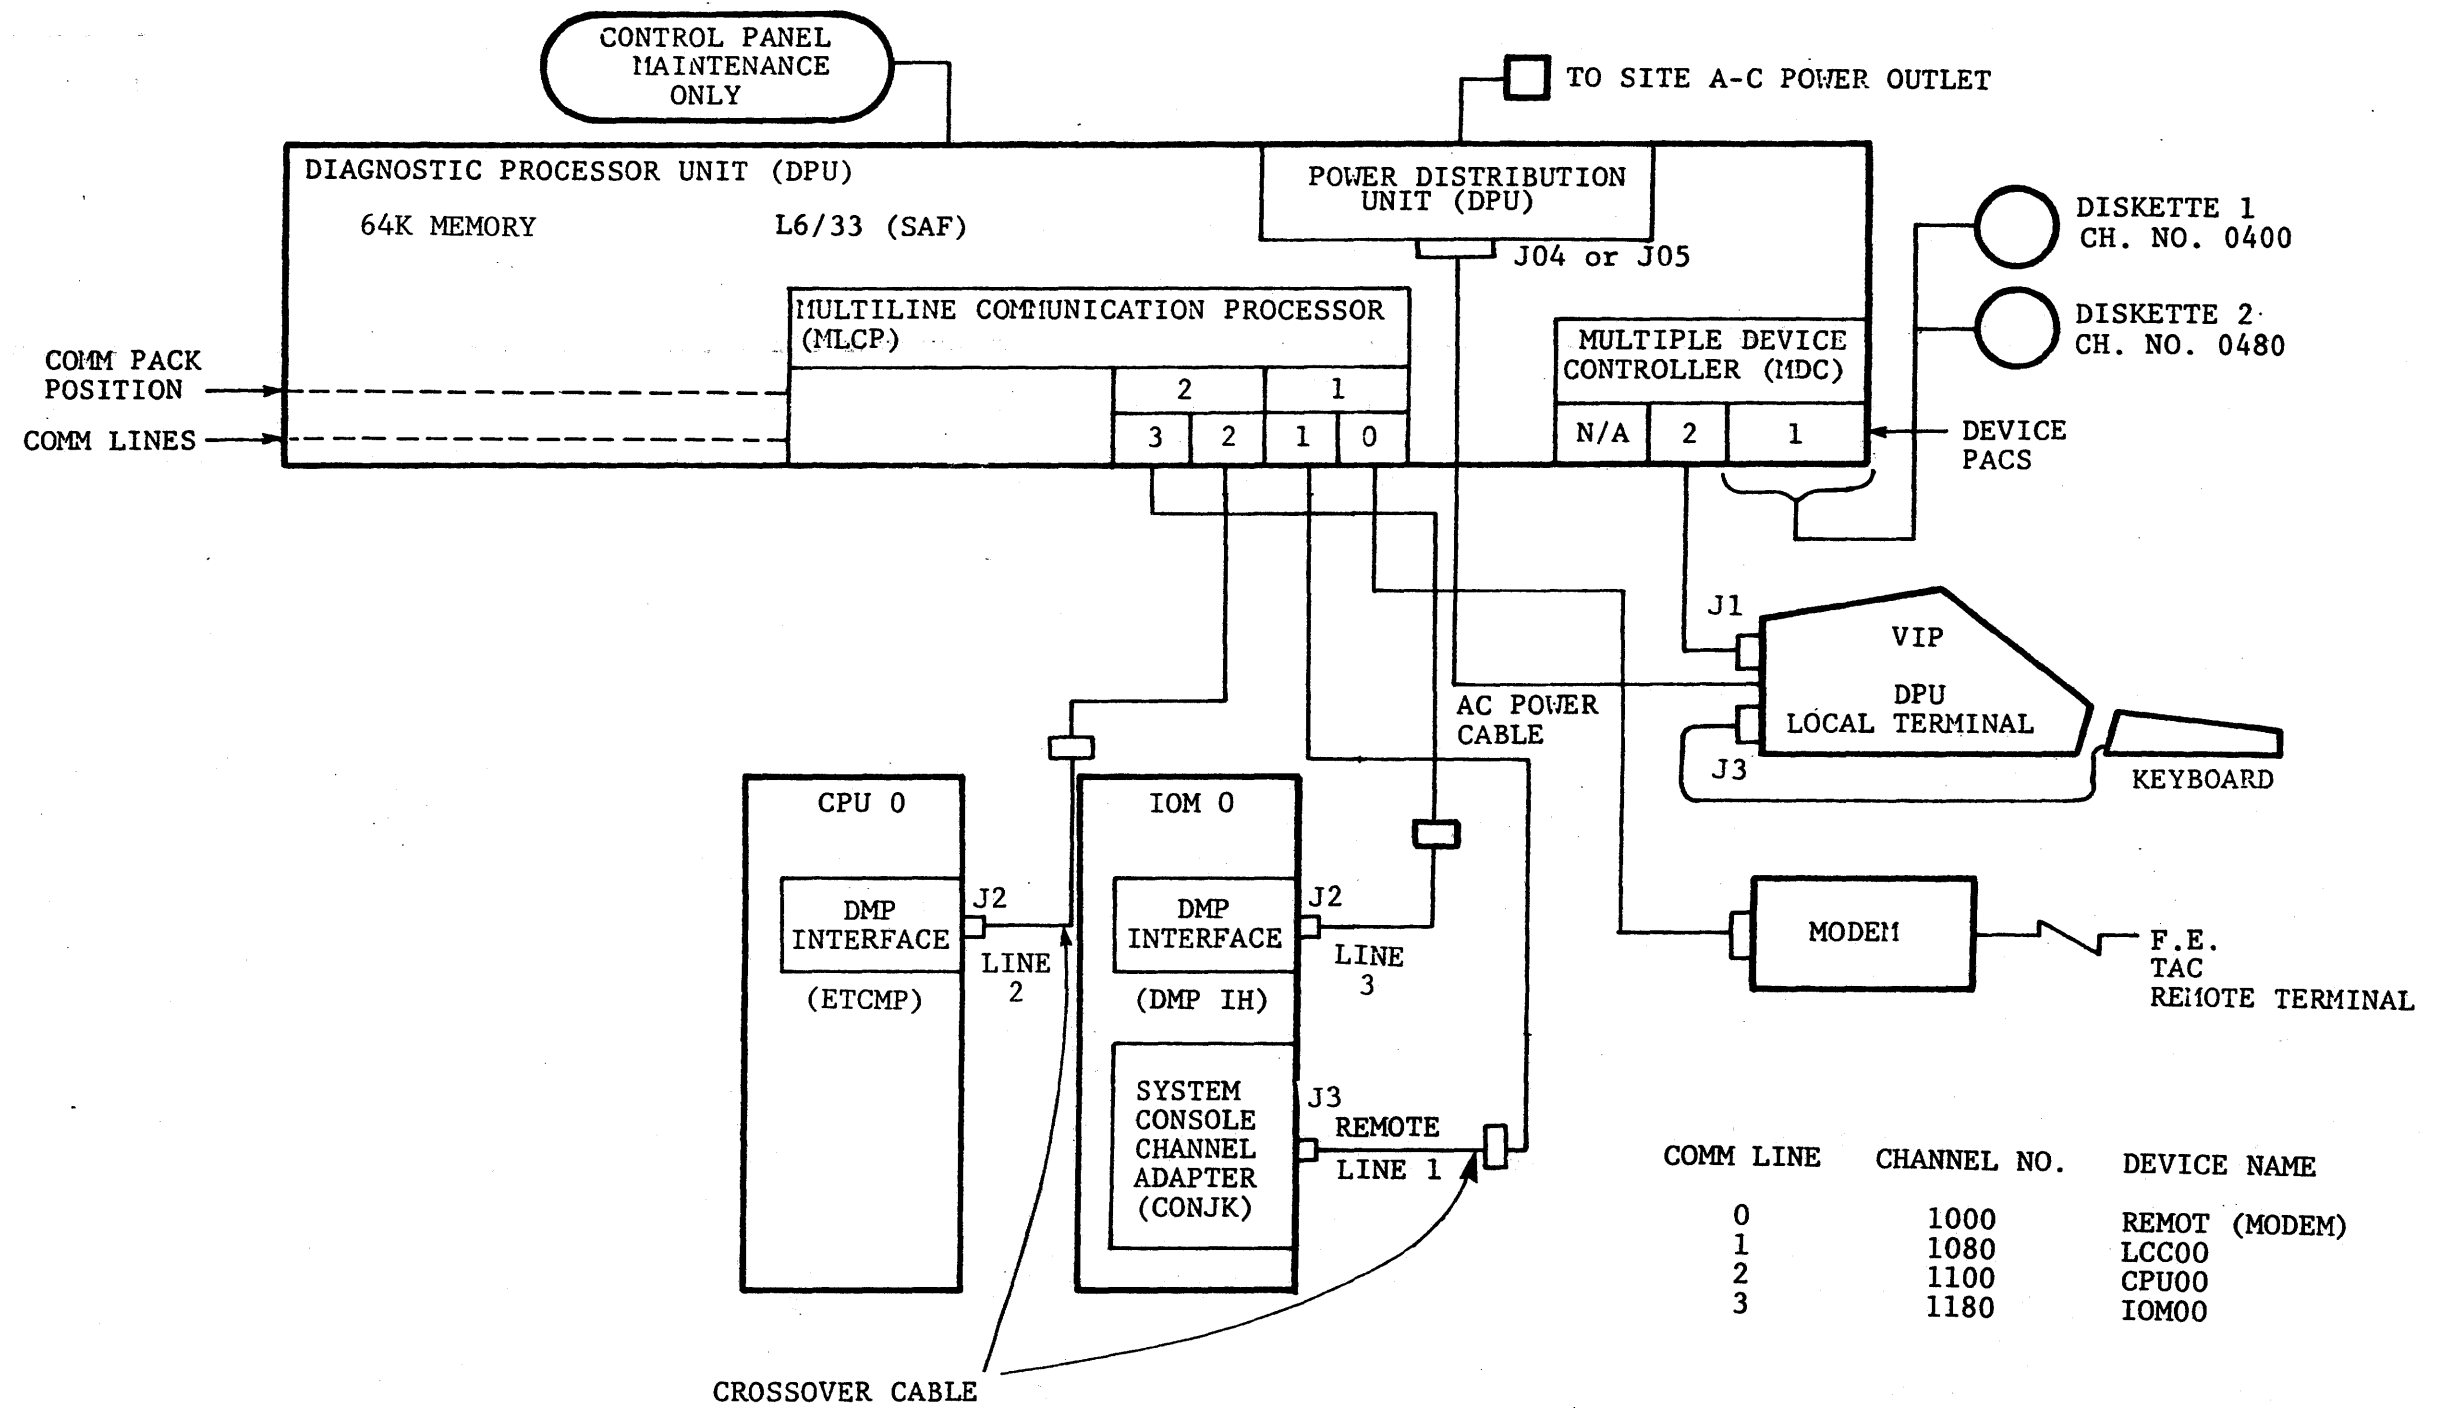 CONTROL PANEL
MAINTENANCE
ONLY
TO SITE A-C POWER OUTLET
DIAGNOSTIC PROCESSOR UNIT (DPU)
64K MEMORY
L6/33 (SAF)
POWER DISTRIBUTION
UNIT (DPU)
J04 or J05
DISKETTE 1
CH. NO. 0400
DISKETTE 2
CH. NO. 0480
MULTILINE COMMUNICATION PROCESSOR
(MLCP)
2
1
3
2
1
0
MULTIPLE DEVICE
CONTROLLER (MDC)
N/A
2
1
COMM PACK
POSITION
COMM LINES
DEVICE
PACS
J1
VIP
DPU
LOCAL TERMINAL
J3
KEYBOARD
AC POWER
CABLE
CPU 0
DMP
INTERFACE
(ETCMP)
J2
LINE
2
IOM 0
DMP
INTERFACE
(DMP IH)
J2
LINE
3
SYSTEM
CONSOLE
CHANNEL
ADAPTER
(CONJK)
J3
REMOTE
LINE 1
MODEM
F.E.
TAC
REMOTE TERMINAL
CROSSOVER CABLE
COMM LINE CHANNEL NO. DEVICE NAME
0 1000 REMOT (MODEM)
1 1080 LCC00
2 1100 CPU00
3 1180 IOM00